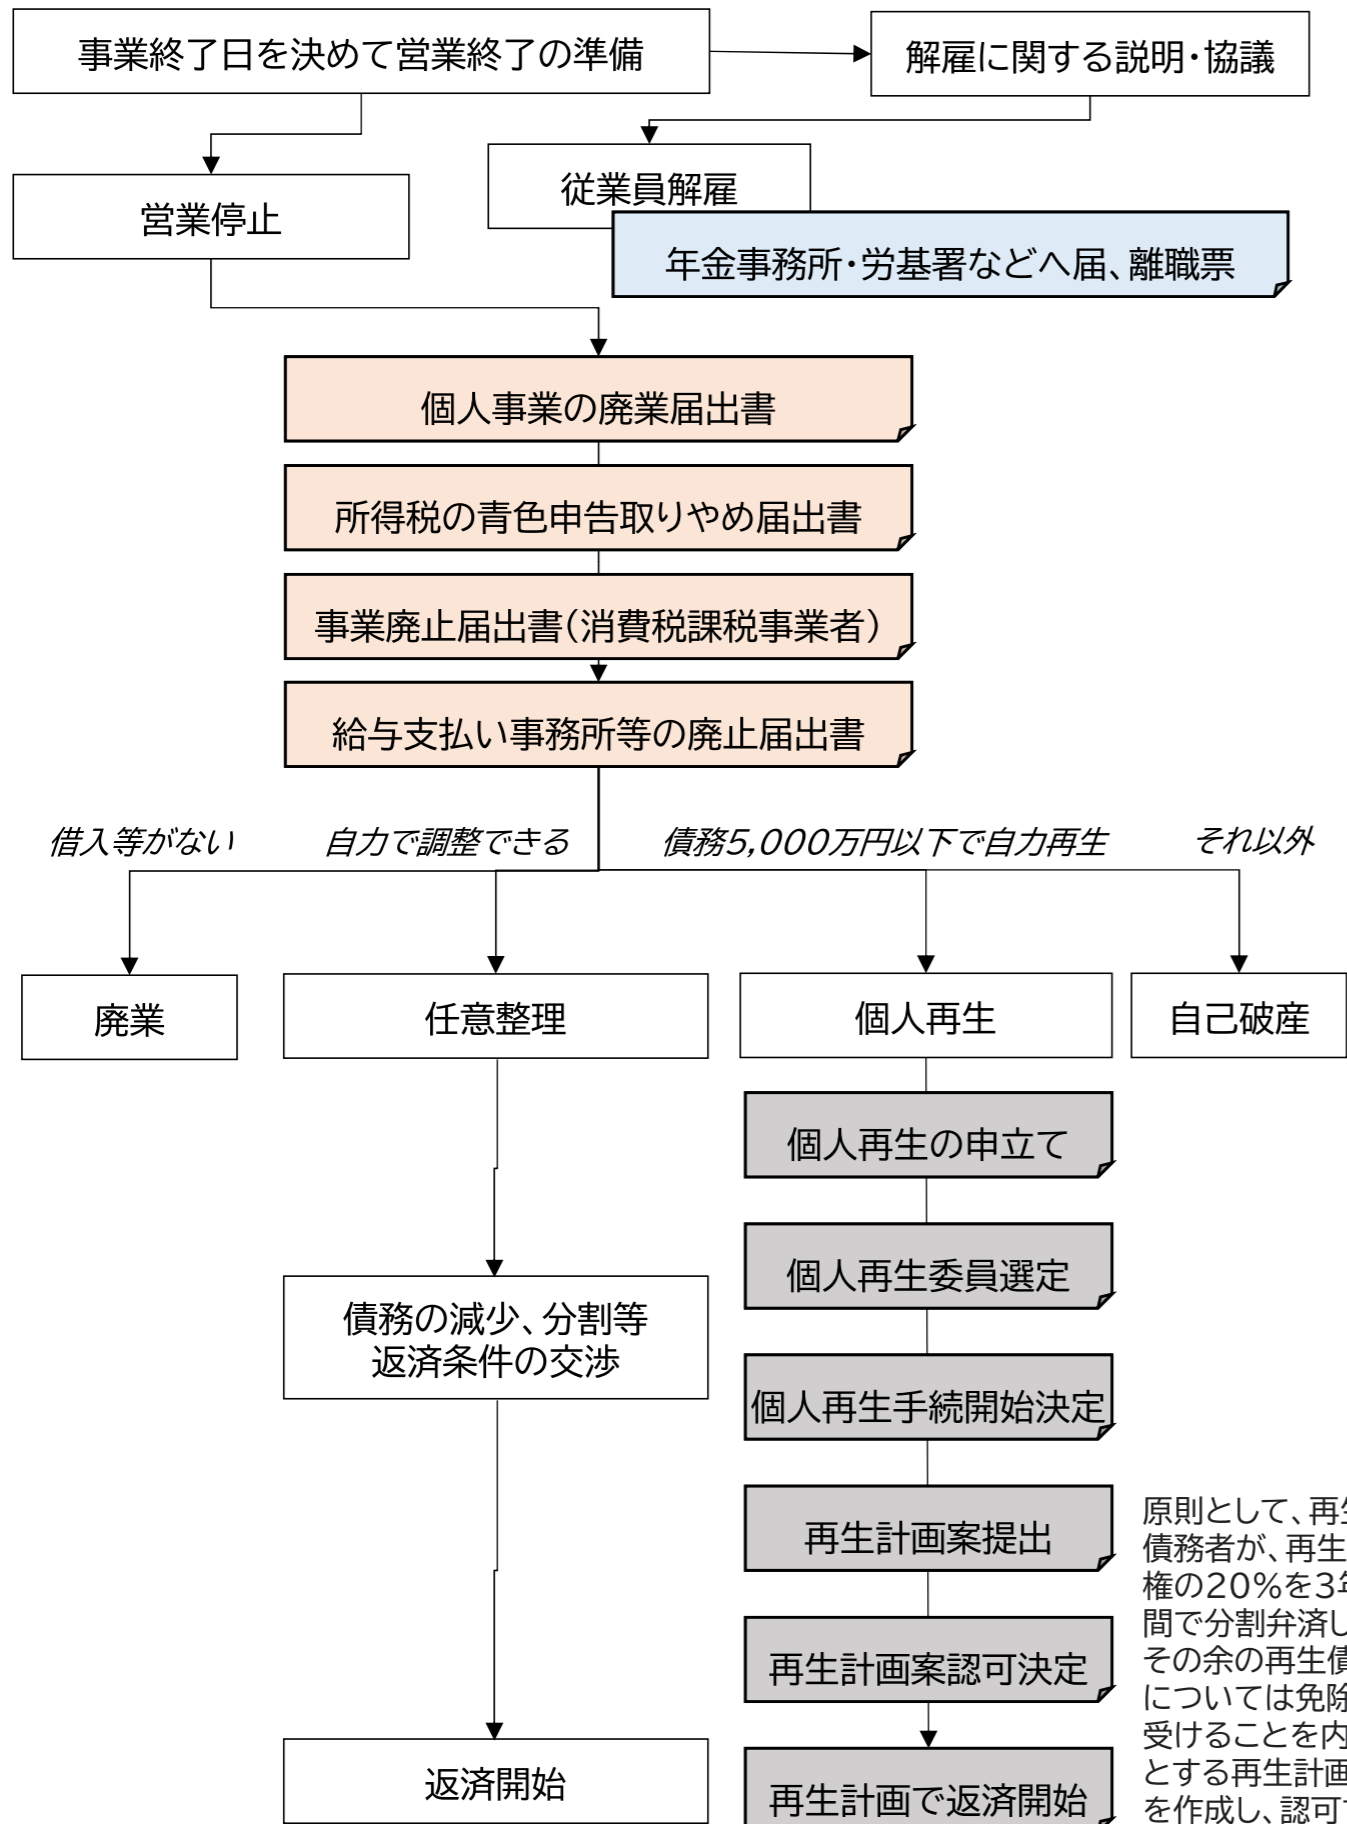 事業終了日を決めて営業終了の準備
解雇に関する説明・協議
従業員解雇
営業停止
年金事務所・労基署などへ届、離職票
個人事業の廃業届出書
所得税の青色申告取りやめ届出書
事業廃止届出書(消費税課税事業者)
給与支払い事務所等の廃止届出書
借入等がない
自力で調整できる
債務5,000万円以下で自力再生
それ以外
廃業
任意整理
個人再生
自己破産
個人再生の申立て
個人再生委員選定
債務の減少、分割等
返済条件の交渉
個人再生手続開始決定
再生計画案提出
原則として、再生
債務者が、再生
権の20%を3年
間で分割弁済し
その余の再生債
については免除
受けることを内
とする再生計画
を作成し、認可
再生計画案認可決定
返済開始
再生計画で返済開始